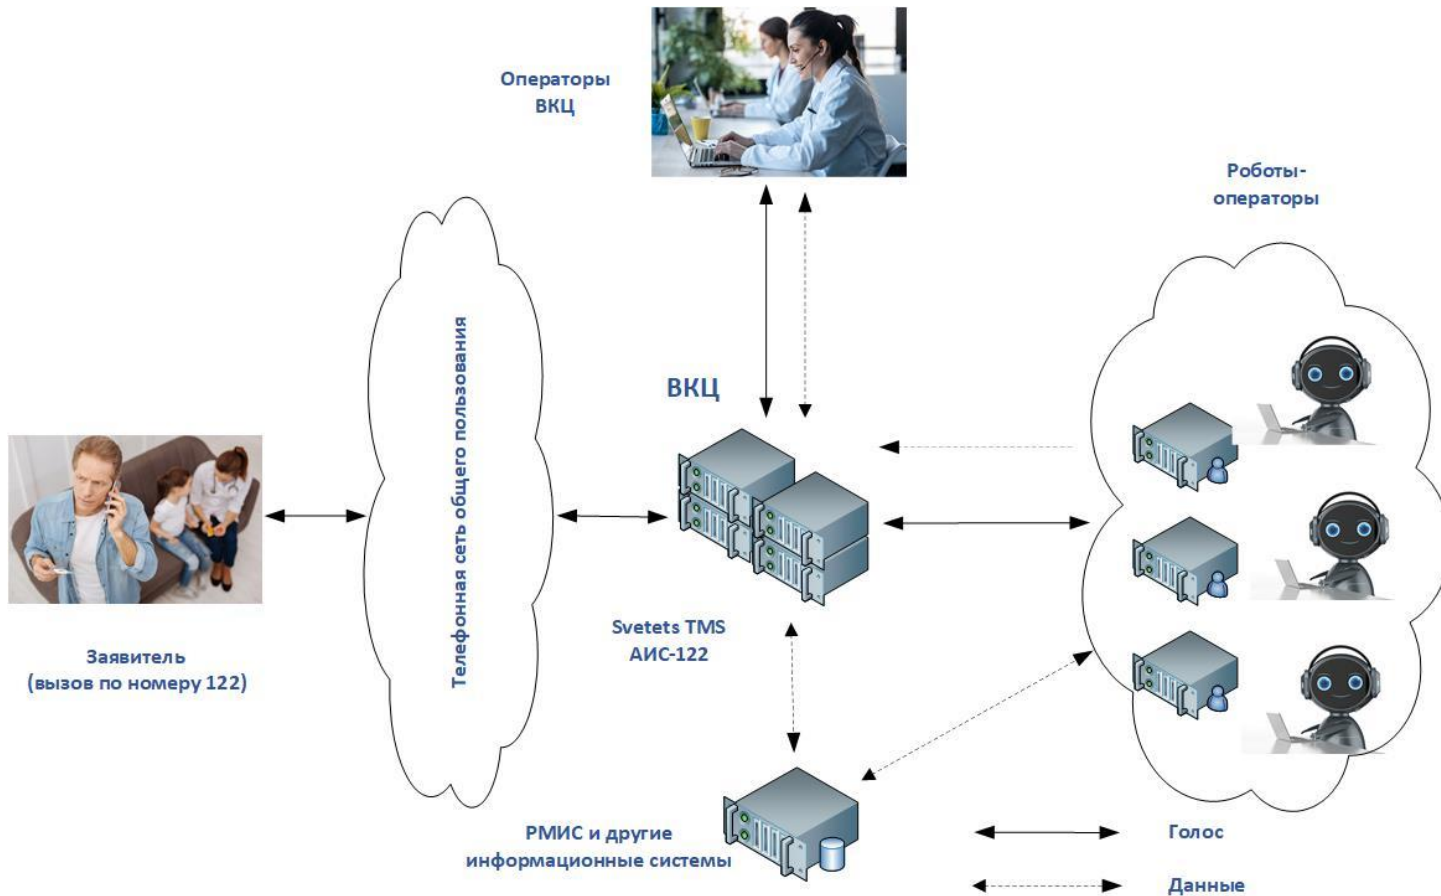 Операторы
ВКЦ
Роботы-
операторы
Телефонная сеть общего пользования
ВКЦ
Svetets TMS
АИС-122
Заявитель
(вызов по номеру 122)
РМИС и другие
информационные системы
Голос
Данные